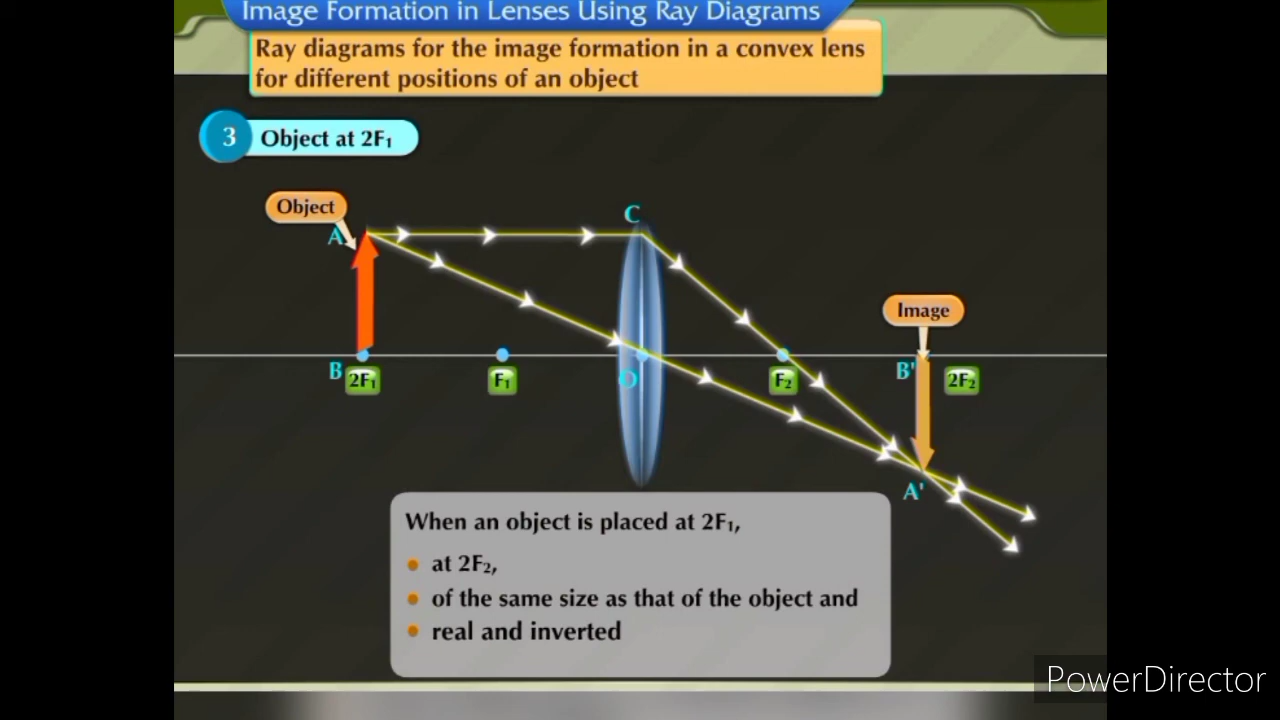 Image Formation in Lenses Using Ray Diagrams
Ray diagrams for the image formation in a convex lens
for different positions of an object
3 Object at 2F₁
Object
A
C
Image
B
2F₁
F₁
O
F₂
B'
2F₂
A'
When an object is placed at 2F₁,
• at 2F₂,
• of the same size as that of the object and
• real and inverted
PowerDirector